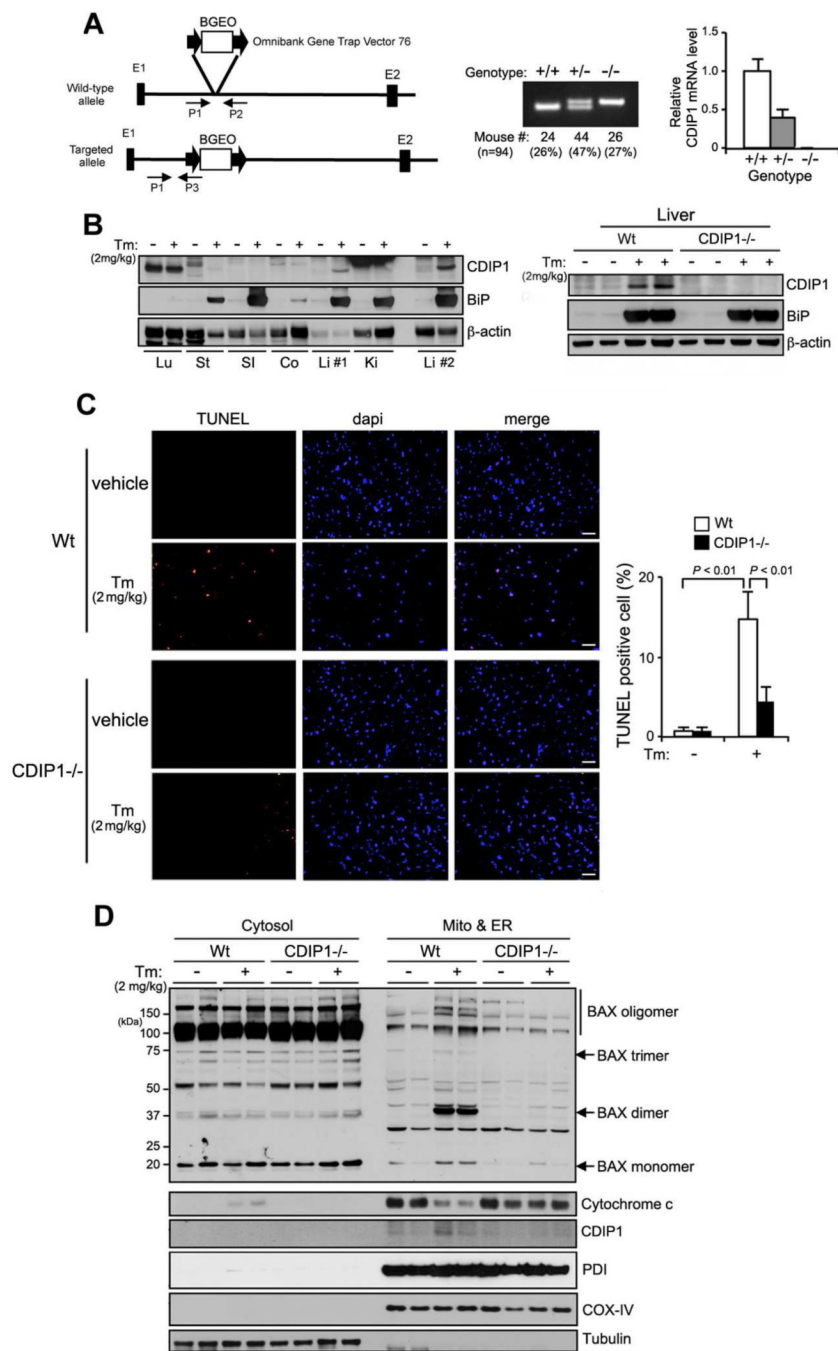 A
BGEO
Omnibank Gene Trap Vector 76
E1
E2
Wild-type
allele
P1
P2
E1
Targeted
allele
BGEO
E2
P1
P3
Genotype: +/+ +/- -/-
Mouse #: 24 44 26
(n=94) (26%) (47%) (27%)
Relative
CDIP1 mRNA level
1.5
1.0
0.5
0
+/+ +/- -/-
Genotype
B
Tm: - + - + - + - + - + - + - +
(2mg/kg)
CDIP1
BiP
β-actin
Lu St SI Co Li #1 Ki Li #2
Liver
Wt CDIP1-/-
Tm: - - + + - - + +
(2mg/kg)
CDIP1
BiP
β-actin
C
TUNEL dapi merge
Wt
vehicle
Tm
(2mg/kg)
CDIP1-/-
vehicle
Tm
(2mg/kg)
Wt
CDIP1-/-
P < 0.01 P < 0.01
TUNEL positive cell (%)
20
10
0
Tm: - +
D
Cytosol Mito & ER
Wt CDIP1-/- Wt CDIP1-/-
Tm: - + - + - + - +
(2 mg/kg)
(kDa)
150
100
75
50
37
25
20
BAX oligomer
BAX trimer
BAX dimer
BAX monomer
Cytochrome c
CDIP1
PDI
COX-IV
Tubulin